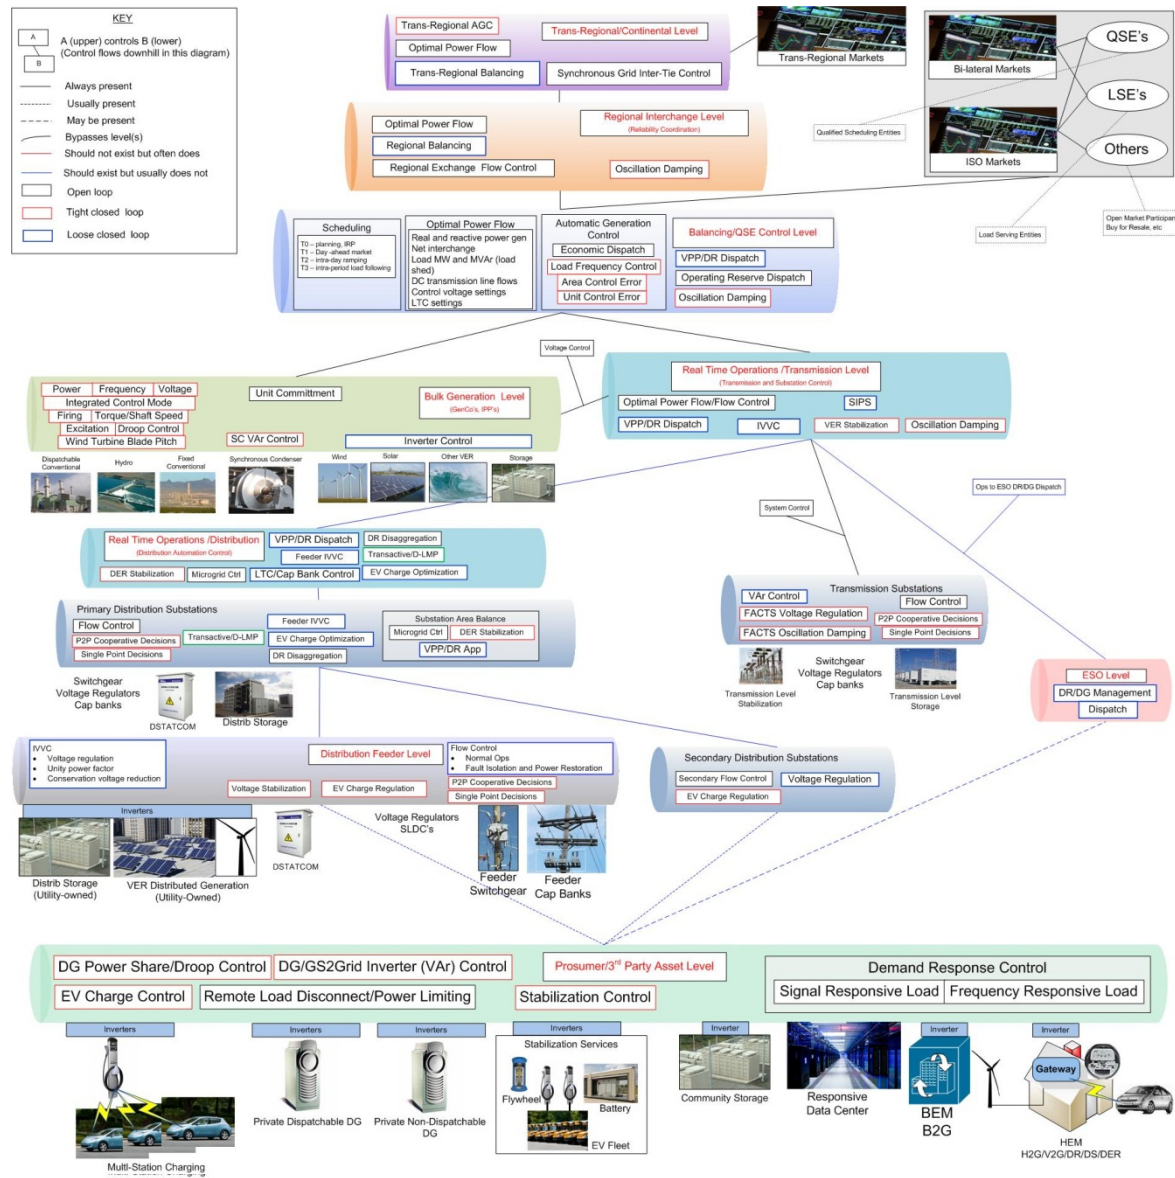 KEY
A
B
A (upper) controls B (lower)
(Control flows downhill in this diagram)
Always present
Usually present
May be present
Bypasses level(s)
Should not exist but often does
Should exist but usually does not
Open loop
Tight closed loop
Loose closed loop
Trans-Regional AGC
Trans-Regional/Continental Level
Optimal Power Flow
Trans-Regional Balancing
Synchronous Grid Inter-Tie Control
Trans-Regional Markets
Bi-lateral Markets
ISO Markets
QSE's
LSE's
Others
Qualified Scheduling Entities
Load Serving Entities
Open Market Participan
Buy for Resale, etc
Optimal Power Flow
Regional Interchange Level
(Reliability Coordination)
Regional Balancing
Regional Exchange Flow Control
Oscillation Damping
Scheduling
T0 – planning, IRP
T1 – Day -ahead market
T2 – intra-day ramping
T3 – intra-period load following
Optimal Power Flow
Real and reactive power gen
Net interchange
Load MW and MVAr (load
shed)
DC transmission line flows
Control voltage settings
LTC settings
Automatic Generation
Control
Economic Dispatch
Load Frequency Control
Area Control Error
Unit Control Error
Balancing/QSE Control Level
VPP/DR Dispatch
Operating Reserve Dispatch
Oscillation Damping
Voltage Control
Power
Frequency
Voltage
Integrated Control Mode
Firing
Torque/Shaft Speed
Excitation
Droop Control
Wind Turbine Blade Pitch
Unit Committment
SC VAr Control
Bulk Generation Level
(GenCo's, IPP's)
Inverter Control
Dispatchable
Conventional
Hydro
Fixed
Conventional
Synchronous Condenser
Wind
Solar
Other VER
Storage
Real Time Operations /Transmission Level
(Transmission and Substation Control)
Optimal Power Flow/Flow Control
SIPS
VPP/DR Dispatch
IVVC
VER Stabilization
Oscillation Damping
System Control
Ops to ESO DR/DG Dispatch
Real Time Operations /Distribution
(Distribution Automation Control)
VPP/DR Dispatch
DR Disaggregation
Feeder IVVC
Transactive/D-LMP
DER Stabilization
Microgrid Ctrl
LTC/Cap Bank Control
EV Charge Optimization
Primary Distribution Substations
Flow Control
P2P Cooperative Decisions
Single Point Decisions
Transactive/D-LMP
Feeder IVVC
EV Charge Optimization
DR Disaggregation
Substation Area Balance
Microgrid Ctrl
DER Stabilization
VPP/DR App
Switchgear
Voltage Regulators
Cap banks
DSTATCOM
Distrib Storage
Transmission Substations
VAr Control
Flow Control
FACTS Voltage Regulation
P2P Cooperative Decisions
FACTS Oscillation Damping
Single Point Decisions
Transmission Level
Stabilization
Switchgear
Voltage Regulators
Cap banks
Transmission Level
Storage
ESO Level
DR/DG Management
Dispatch
IVVC
• Voltage regulation
• Unity power factor
• Conservation voltage reduction
Distribution Feeder Level
Flow Control
• Normal Ops
• Fault Isolation and Power Restoration
Voltage Stabilization
EV Charge Regulation
P2P Cooperative Decisions
Single Point Decisions
Secondary Distribution Substations
Secondary Flow Control
Voltage Regulation
EV Charge Regulation
Inverters
Distrib Storage
(Utility-owned)
VER Distributed Generation
(Utility-Owned)
DSTATCOM
Voltage Regulators
SLDC's
Feeder
Switchgear
Feeder
Cap Banks
DG Power Share/Droop Control
DG/GS2Grid Inverter (VAr) Control
Prosumer/3rd Party Asset Level
EV Charge Control
Remote Load Disconnect/Power Limiting
Stabilization Control
Demand Response Control
Signal Responsive Load
Frequency Responsive Load
Inverters
Inverters
Inverters
Inverters
Inverter
Inverter
Inverter
Multi-Station Charging
Private Dispatchable DG
Private Non-Dispatchable
DG
Stabilization Services
Flywheel
Battery
EV Fleet
Community Storage
Responsive
Data Center
BEM
B2G
Gateway
HEM
H2G/V2G/DR/DS/DER